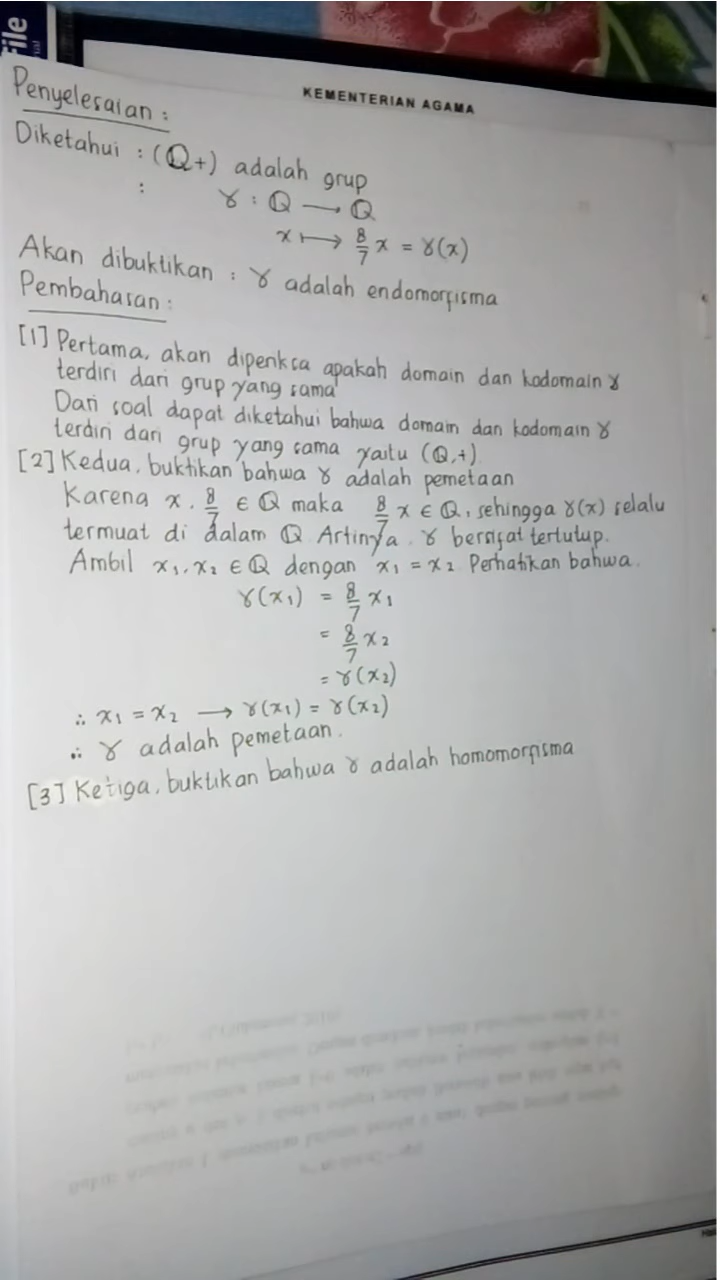 File
KEMENTERIAN AGAMA
Penyelesaian :
Diketahui : (Q+) adalah grup
: γ : Q ⟶ Q
x ⟼ 8/7 x = γ(x)
Akan dibuktikan : γ adalah endomorfisma
Pembahasan :
[1] Pertama, akan diperiksa apakah domain dan kodomain γ
terdiri dari grup yang sama
Dari soal dapat diketahui bahwa domain dan kodomain γ
terdiri dari grup yang sama yaitu (Q,+)
[2] Kedua, buktikan bahwa γ adalah pemetaan
Karena x, 8/7 ∈ Q maka 8/7 x ∈ Q, sehingga γ(x) selalu
termuat di dalam Q. Artinya, γ bersifat tertutup.
Ambil x₁, x₂ ∈ Q dengan x₁ = x₂. Perhatikan bahwa.
γ(x₁) = 8/7 x₁
= 8/7 x₂
= γ(x₂)
∴ x₁ = x₂ ⟶ γ(x₁) = γ(x₂)
∴ γ adalah pemetaan.
[3] Ketiga, buktikan bahwa γ adalah homomorfisma